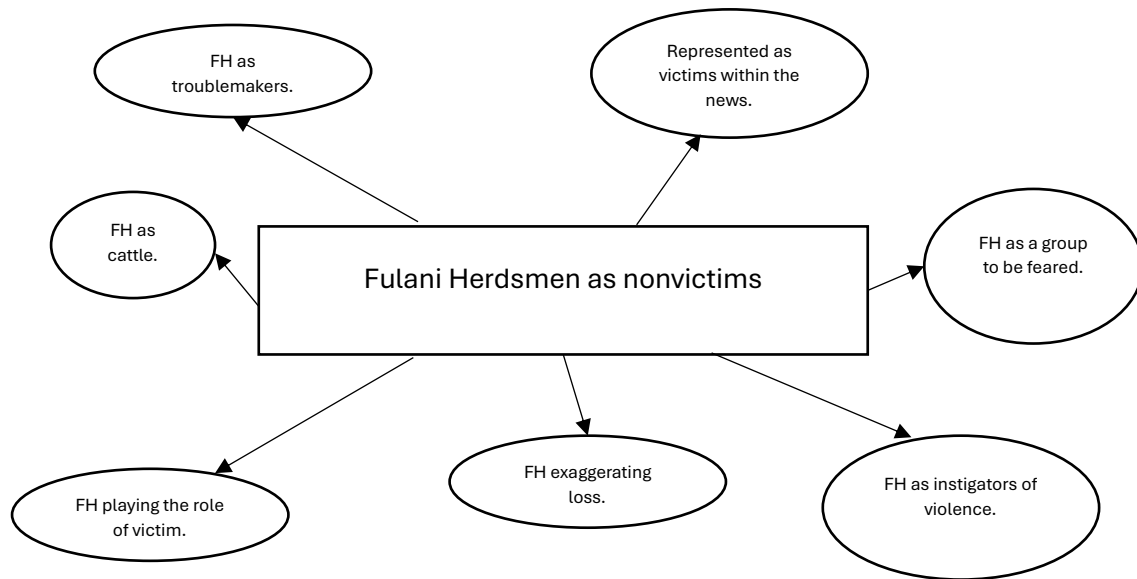 FH as
troublemakers.
Represented as
victims within the
news.
FH as
cattle.
Fulani Herdsmen as nonvictims
FH as a group
to be feared.
FH playing the role
of victim.
FH exaggerating
loss.
FH as instigators of
violence.